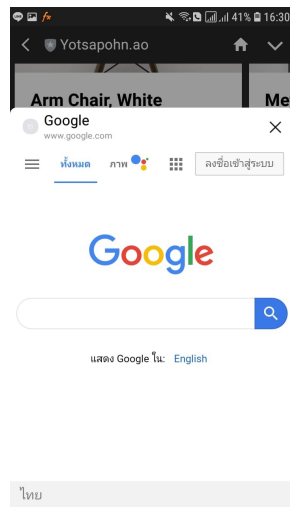 41% 16:30
Yotsapohn.ao
Arm Chair, White Me
Google
www.google.com
ทั้งหมด ภาพ ลงชื่อเข้าสู่ระบบ
Google
แสดง Google ใน: English
ไทย